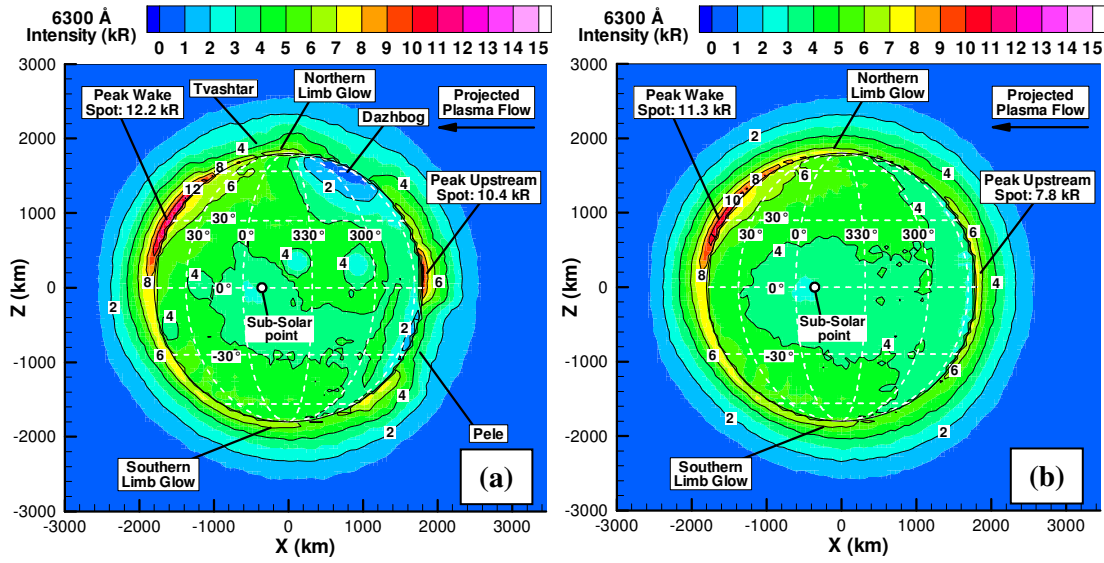 6300 Å
Intensity (kR)
0 1 2 3 4 5 6 7 8 9 10 11 12 13 14 15
3000
2000
1000
0
-1000
-2000
-3000
Z (km)
-3000 -2000 -1000 0 1000 2000 3000
X (km)
Peak Wake
Spot: 12.2 kR
Tvashtar
Northern
Limb Glow
Projected
Plasma Flow
Dazhbog
Peak Upstream
Spot: 10.4 kR
4
8
12
6
2
4
30°
30° 0° 330° 300°
4 4
4
8
0°
6
2
Sub-Solar
point
4
2
6
-30°
4
2
Pele
Southern
Limb Glow
(a)
6300 Å
Intensity (kR)
0 1 2 3 4 5 6 7 8 9 10 11 12 13 14 15
3000
2000
1000
0
-1000
-2000
-3000
Z (km)
-3000 -2000 -1000 0 1000 2000 3000
X (km)
Peak Wake
Spot: 11.3 kR
Northern
Limb Glow
Projected
Plasma Flow
Peak Upstream
Spot: 7.8 kR
2
4
6
8
10
4
30°
30° 0° 330° 300°
4
6
4
8
0°
4
2
Sub-Solar
point
4
6
-30°
6
2
2
Southern
Limb Glow
(b)